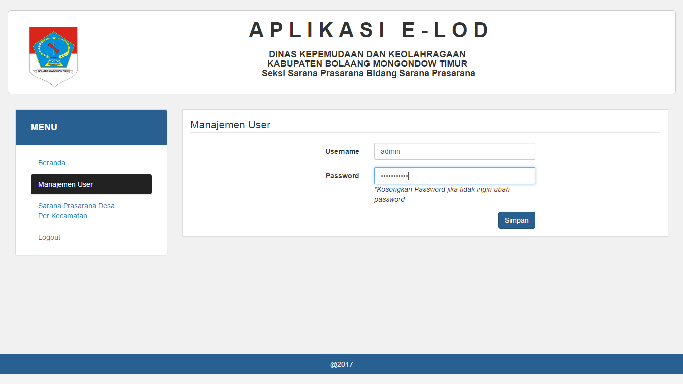 APLIKASI E-LOD
DINAS KEPEMUDAAN DAN KEOLAHRAGAAN
KABUPATEN BOLAANG MONGONDOW TIMUR
Seksi Sarana Prasarana Bidang Sarana Prasarana
MENU
Beranda
Manajemen User
Sarana Prasarana Desa
Per Kecamatan
Logout
Manajemen User
Username
admin
Password
*Kosongkan Password jika tidak ingin ubah
password
Simpan
@2017